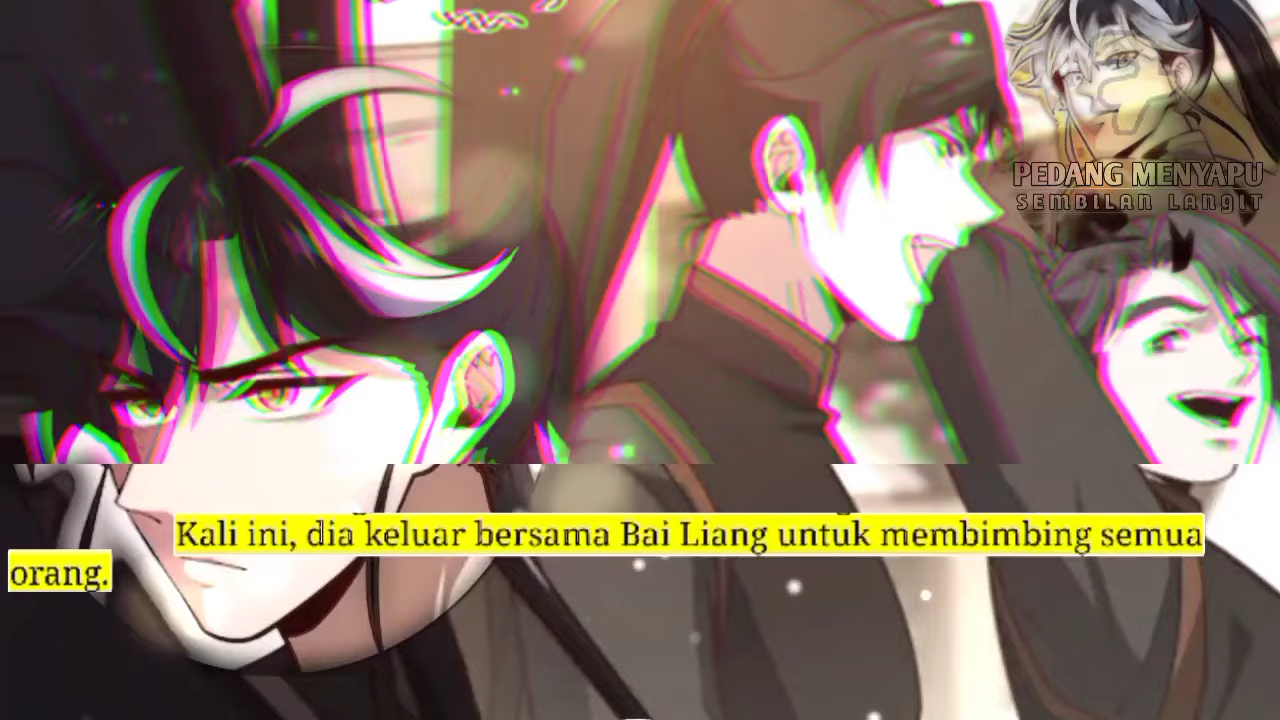 PEDANG MENYAPU
SEMBILAN LANGIT
Kali ini, dia keluar bersama Bai Liang untuk membimbing semua
orang.